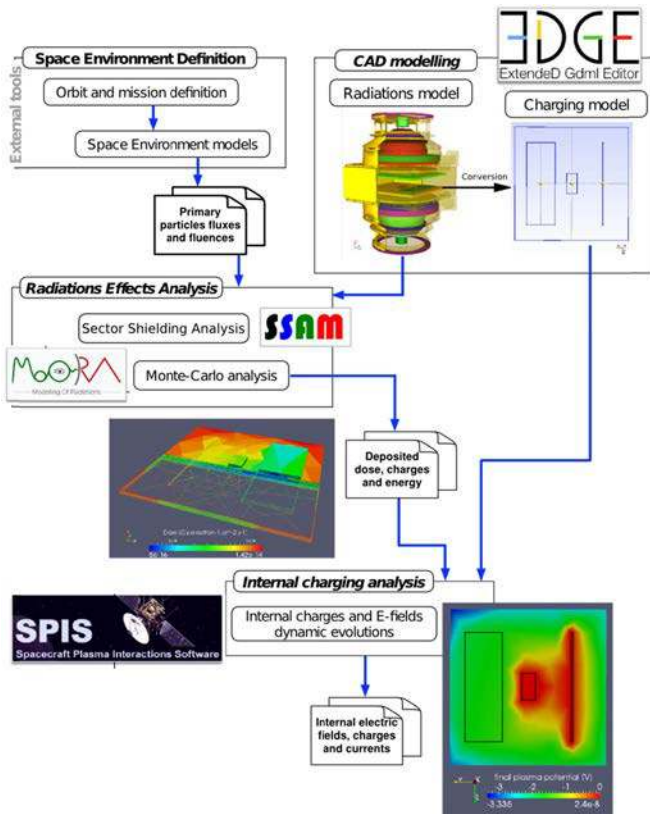 External tools
Space Environment Definition
Orbit and mission definition
Space Environment models
Primary
particles fluxes
and fluences
CAD modelling
EDGE
ExtendeD Gdml Editor
Radiations model
Charging model
Conversion
Radiations Effects Analysis
Sector Shielding Analysis
SSAM
MoORA
Modeling Of Radiations
Monte-Carlo analysis
Deposited
dose, charges
and energy
Internal charging analysis
Internal charges and E-fields
dynamic evolutions
SPIS
Spacecraft Plasma Interactions Software
Internal electric
fields, charges
and currents
final plasma potential (V)
-3 -2 -1 0
-3.336 2.4e-8